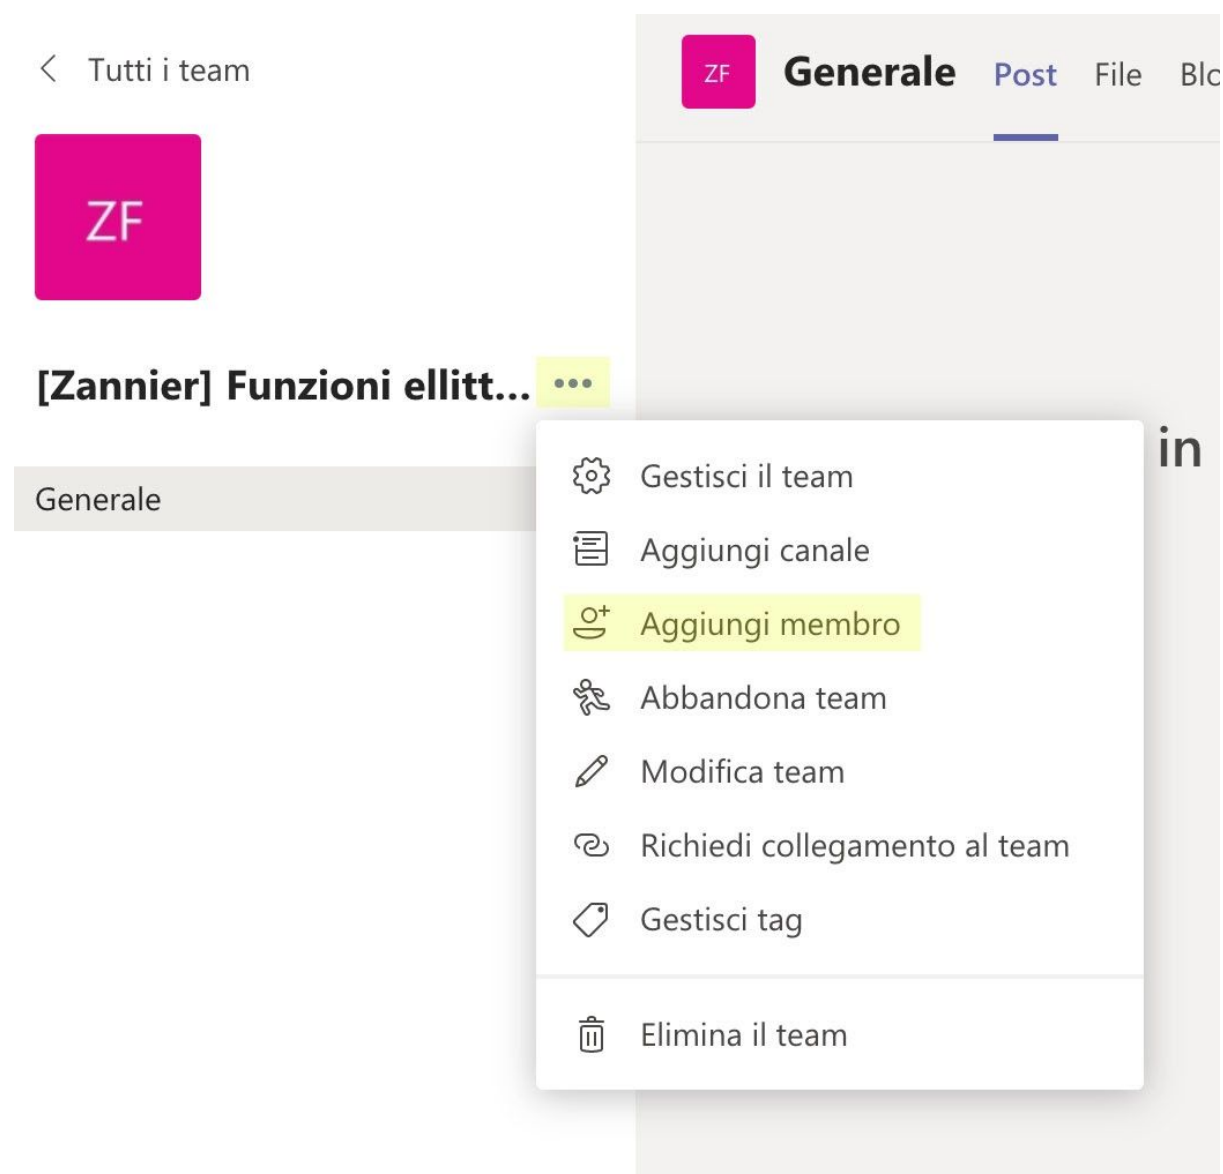 Tutti i team
ZF
[Zannier] Funzioni ellitt...
Generale
ZF Generale Post File Blo
in
Gestisci il team
Aggiungi canale
Aggiungi membro
Abbandona team
Modifica team
Richiedi collegamento al team
Gestisci tag
Elimina il team